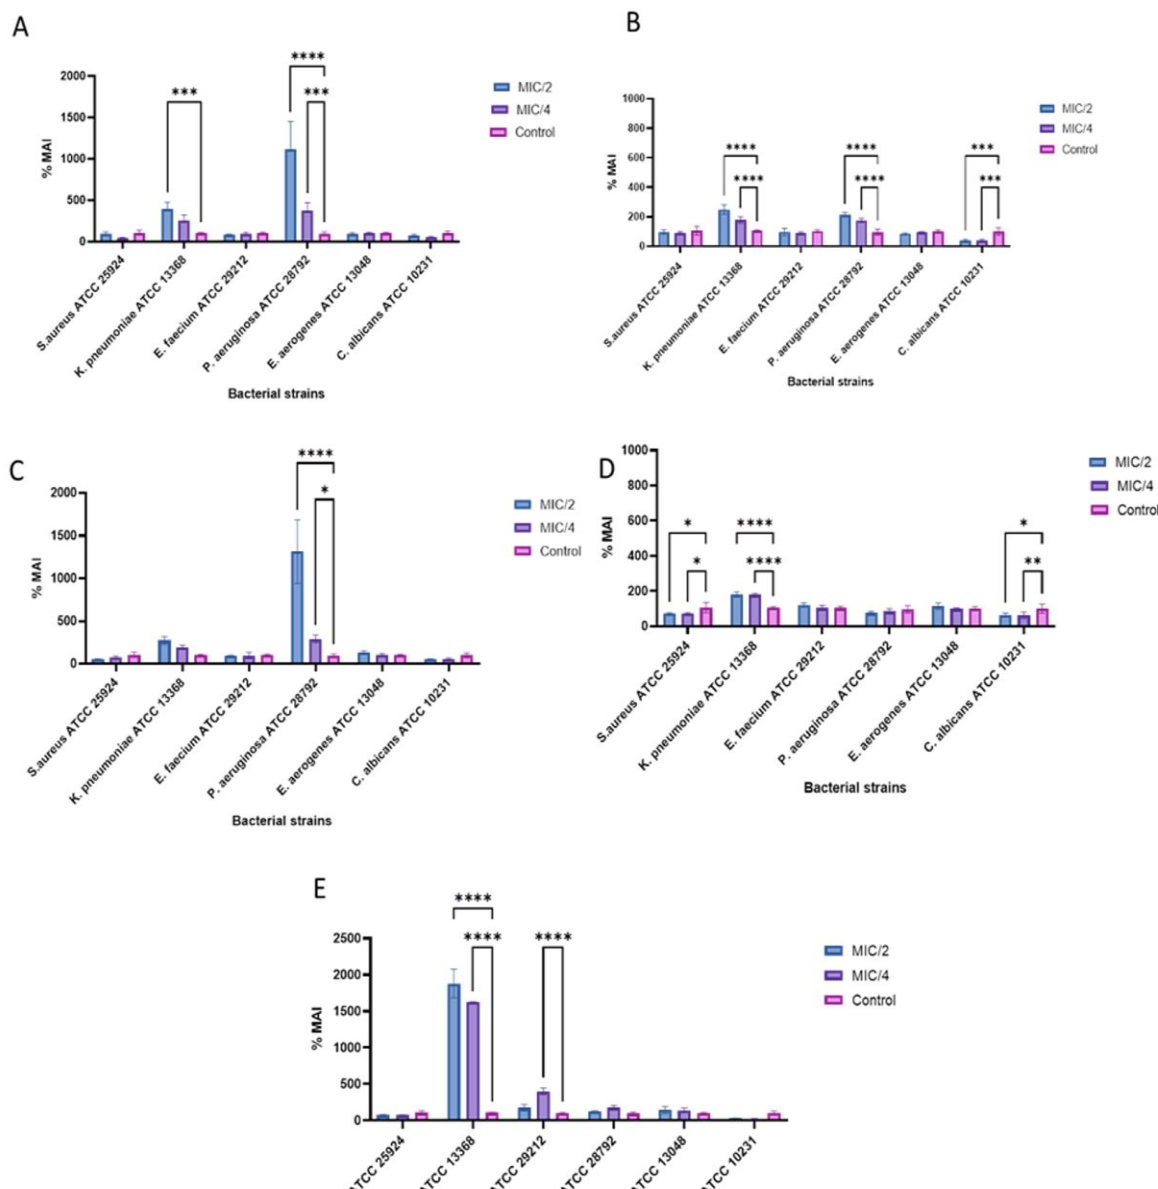 A
% MAI
2000
1500
1000
500
0
***
****
***
MIC/2
MIC/4
Control
S.aureus ATCC 25924
K. pneumoniae ATCC 13368
E. faecium ATCC 29212
P. aeruginosa ATCC 28792
E. aerogenes ATCC 13048
C. albicans ATCC 10231
Bacterial strains
B
% MAI
1000
800
600
400
200
0
****
****
****
****
***
***
MIC/2
MIC/4
Control
S.aureus ATCC 25924
K. pneumoniae ATCC 13368
E. faecium ATCC 29212
P. aeruginosa ATCC 28792
E. aerogenes ATCC 13048
C. albicans ATCC 10231
Bacterial strains
C
% MAI
2000
1500
1000
500
0
****
*
MIC/2
MIC/4
Control
S.aureus ATCC 25924
K. pneumoniae ATCC 13368
E. faecium ATCC 29212
P. aeruginosa ATCC 28792
E. aerogenes ATCC 13048
C. albicans ATCC 10231
Bacterial strains
D
% MAI
1000
800
600
400
200
0
*
*
****
****
*
**
MIC/2
MIC/4
Control
S.aureus ATCC 25924
K. pneumoniae ATCC 13368
E. faecium ATCC 29212
P. aeruginosa ATCC 28792
E. aerogenes ATCC 13048
C. albicans ATCC 10231
Bacterial strains
E
% MAI
2500
2000
1500
1000
500
0
****
****
****
MIC/2
MIC/4
Control
ATCC 25924
ATCC 13368
ATCC 29212
ATCC 28792
ATCC 13048
ATCC 10231